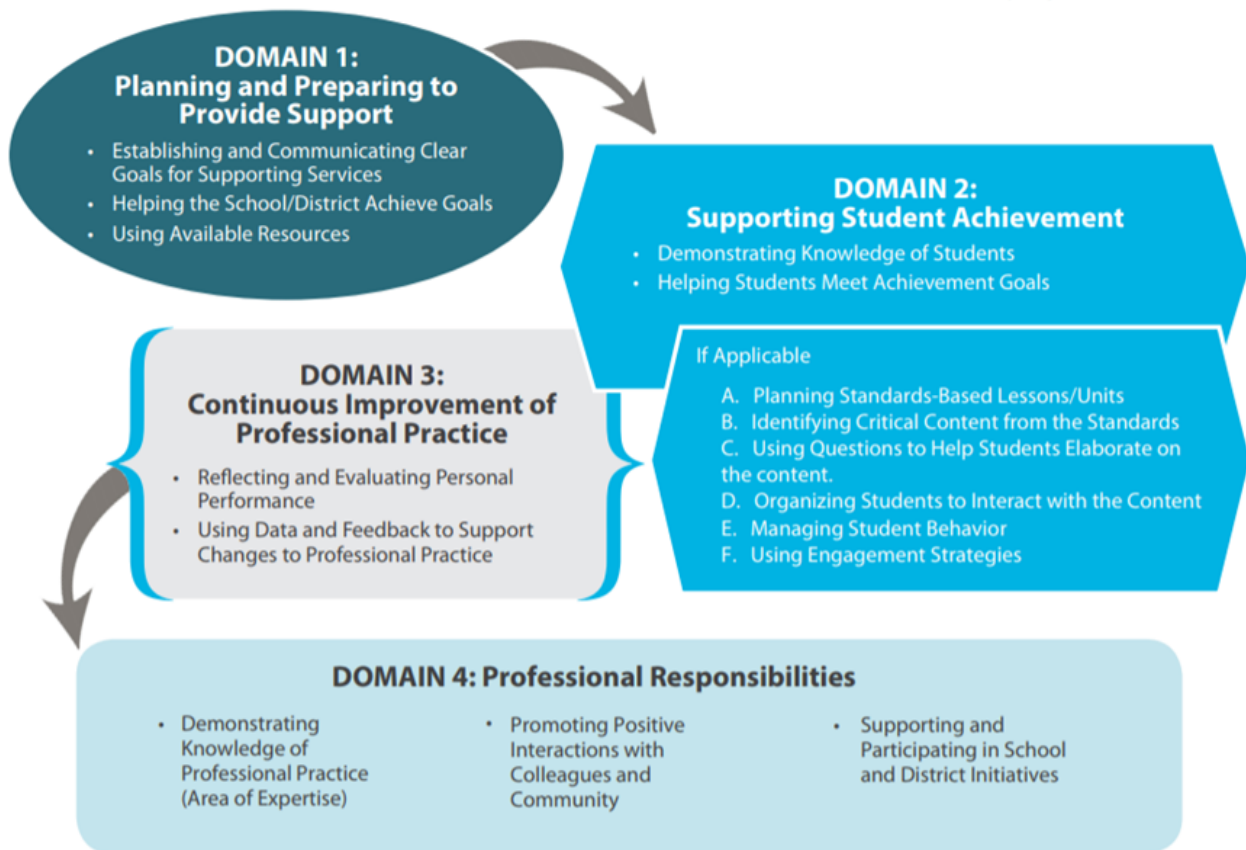 DOMAIN 1:
Planning and Preparing to
Provide Support
• Establishing and Communicating Clear
Goals for Supporting Services
• Helping the School/District Achieve Goals
• Using Available Resources
DOMAIN 2:
Supporting Student Achievement
• Demonstrating Knowledge of Students
• Helping Students Meet Achievement Goals
If Applicable
A. Planning Standards-Based Lessons/Units
B. Identifying Critical Content from the Standards
C. Using Questions to Help Students Elaborate on
the content.
D. Organizing Students to Interact with the Content
E. Managing Student Behavior
F. Using Engagement Strategies
DOMAIN 3:
Continuous Improvement of
Professional Practice
• Reflecting and Evaluating Personal
Performance
• Using Data and Feedback to Support
Changes to Professional Practice
DOMAIN 4: Professional Responsibilities
• Demonstrating
Knowledge of
Professional Practice
(Area of Expertise)
• Promoting Positive
Interactions with
Colleagues and
Community
• Supporting and
Participating in School
and District Initiatives